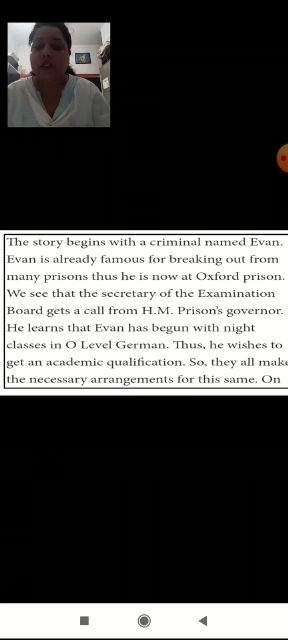 The story begins with a criminal named Evan.
Evan is already famous for breaking out from
many prisons thus he is now at Oxford prison.
We see that the secretary of the Examination
Board gets a call from H.M. Prison's governor.
He learns that Evan has begun with night
classes in O Level German. Thus, he wishes to
get an academic qualification. So, they all make
the necessary arrangements for this same. On